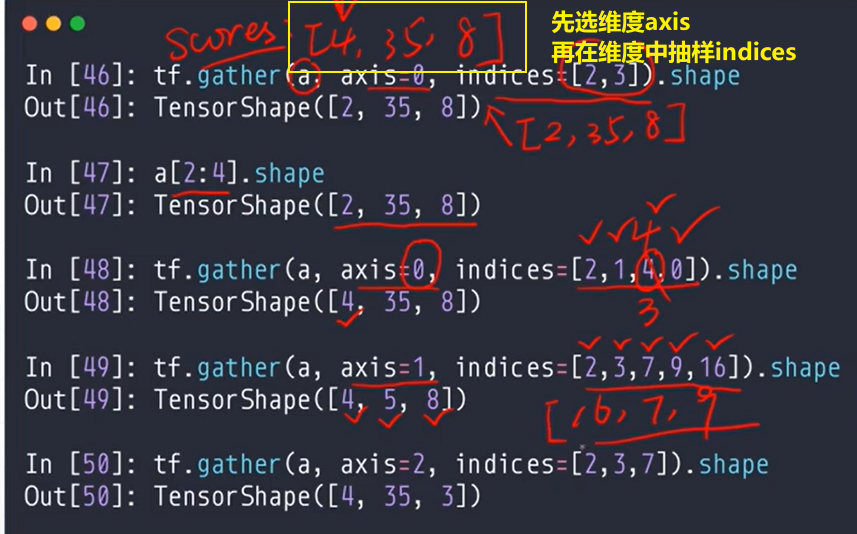 scores: [4, 35, 8]
先选维度axis
再在维度中抽样indices
In [46]: tf.gather(a, axis=0, indices=[2,3]).shape
Out[46]: TensorShape([2, 35, 8])
[2, 35, 8]
In [47]: a[2:4].shape
Out[47]: TensorShape([2, 35, 8])
4
In [48]: tf.gather(a, axis=0, indices=[2,1,4,0]).shape
Out[48]: TensorShape([4, 35, 8])
3
In [49]: tf.gather(a, axis=1, indices=[2,3,7,9,16]).shape
Out[49]: TensorShape([4, 5, 8])
[, 6, 7, 9
In [50]: tf.gather(a, axis=2, indices=[2,3,7]).shape
Out[50]: TensorShape([4, 35, 3])